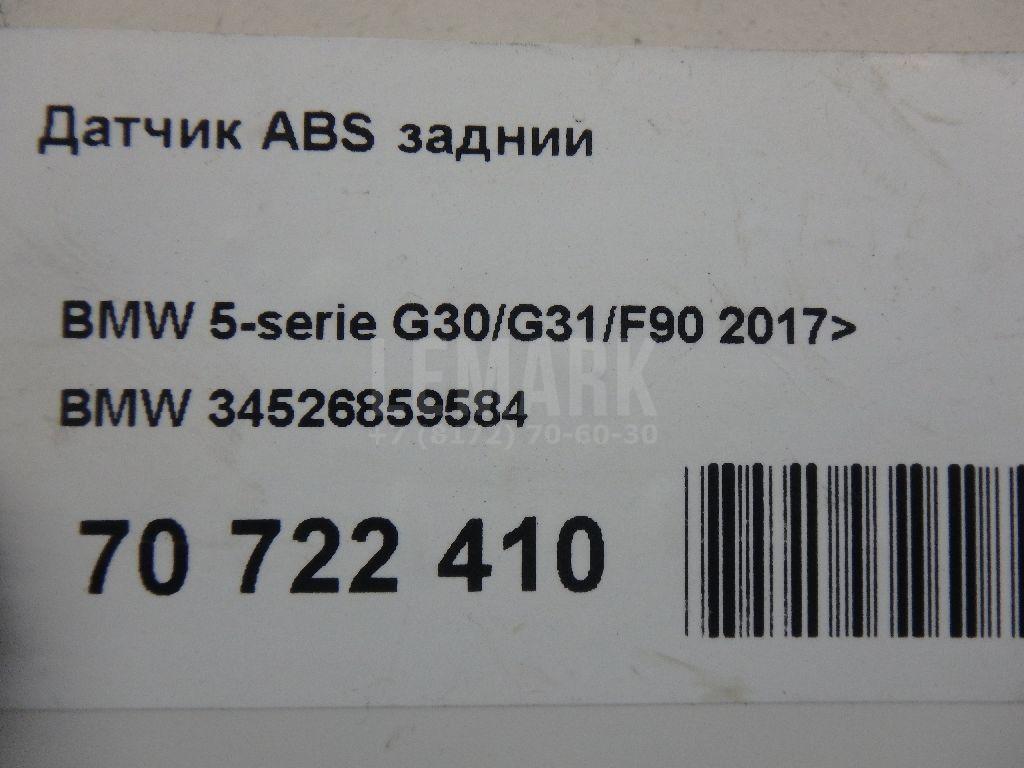 Датчик ABS заднии
BMW 5-serie G30/G31/F90 2017>
LEMARK
BMW 34526859584
+7 (8172) 70-60-30
70 722 410